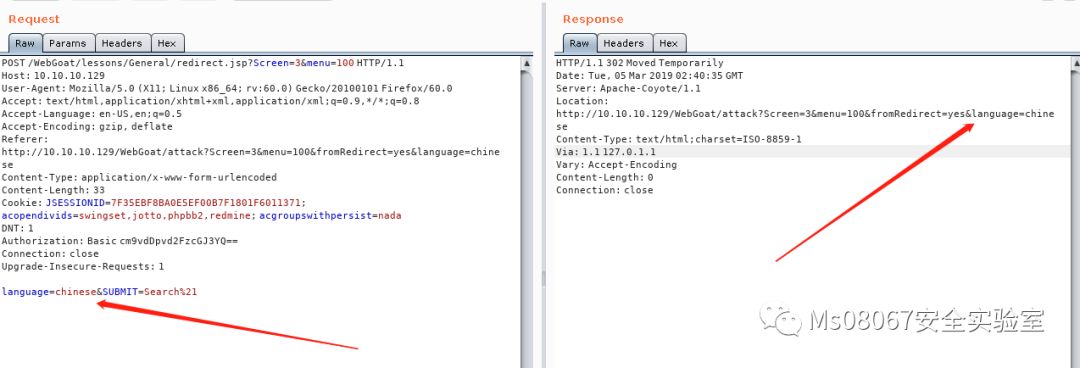 Request
Raw Params Headers Hex
POST /WebGoat/lessons/General/redirect.jsp?Screen=3&menu=100 HTTP/1.1
Host: 10.10.10.129
User-Agent: Mozilla/5.0 (X11; Linux x86_64; rv:60.0) Gecko/20100101 Firefox/60.0
Accept: text/html,application/xhtml+xml,application/xml;q=0.9,*/*;q=0.8
Accept-Language: en-US,en;q=0.5
Accept-Encoding: gzip, deflate
Referer:
http://10.10.10.129/WebGoat/attack?Screen=3&menu=100&fromRedirect=yes&language=chine
se
Content-Type: application/x-www-form-urlencoded
Content-Length: 33
Cookie: JSESSIONID=7F35EBF8BA0E5EF00B7F1801F6011371;
acopendivids=swingset,jotto,phpbb2,redmine; acgroupswithpersist=nada
DNT: 1
Authorization: Basic cm9vdDpvd2FzcGJ3YQ==
Connection: close
Upgrade-Insecure-Requests: 1
language=chinese&SUBMIT=Search%21
Response
Raw Headers Hex
HTTP/1.1 302 Moved Temporarily
Date: Tue, 05 Mar 2019 02:40:35 GMT
Server: Apache-Coyote/1.1
Location:
http://10.10.10.129/WebGoat/attack?Screen=3&menu=100&fromRedirect=yes&language=chine
se
Content-Type: text/html;charset=ISO-8859-1
Via: 1.1 127.0.1.1
Vary: Accept-Encoding
Content-Length: 0
Connection: close
Ms08067安全实验室